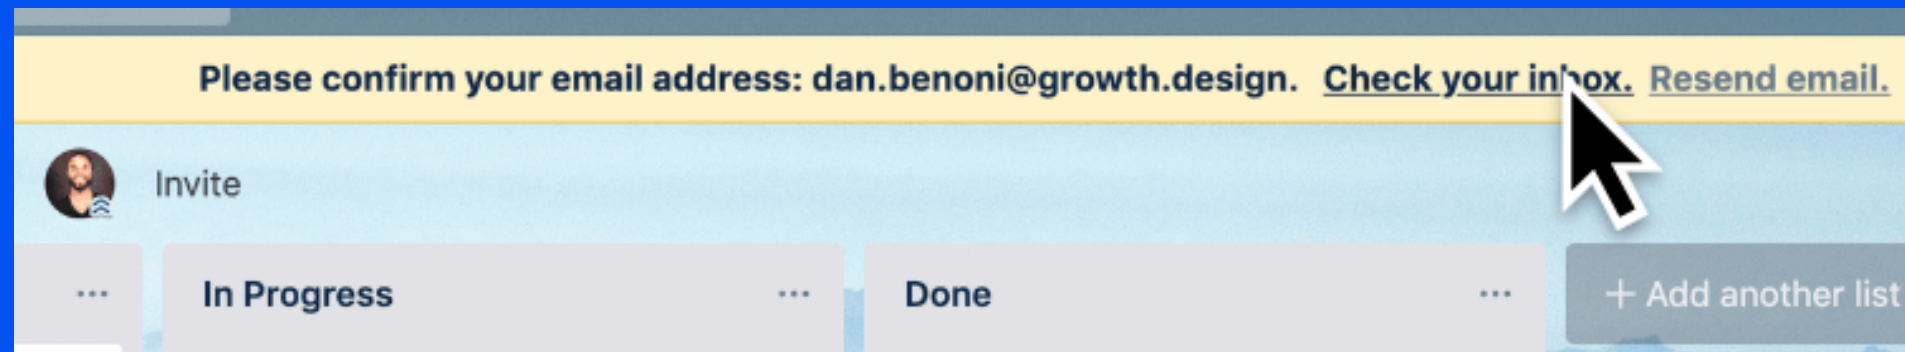 Please confirm your email address: dan.benoni@growth.design. Check your inbox. Resend email.
Invite
In Progress
Done
+ Add another list